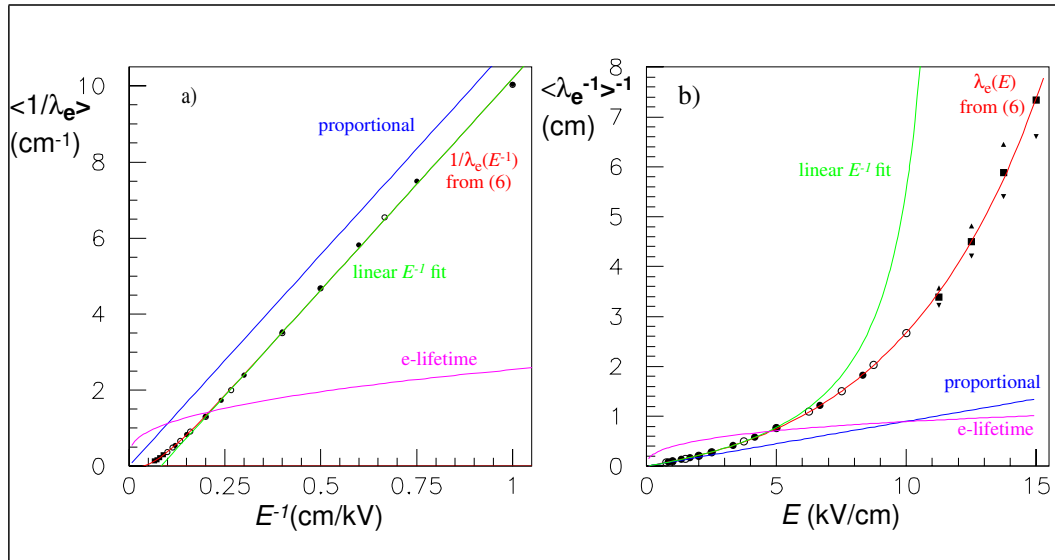 <1/λe>
(cm-1)
a)
proportional
1/λe(E-1)
from (6)
linear E-1 fit
e-lifetime
10
8
6
4
2
0
0
0.25
0.5
0.75
1
E-1(cm/kV)
<λe-1>-1
(cm)
b)
λe(E)
from (6)
linear E-1 fit
proportional
e-lifetime
8
7
6
5
4
3
2
1
0
0
5
10
15
E (kV/cm)